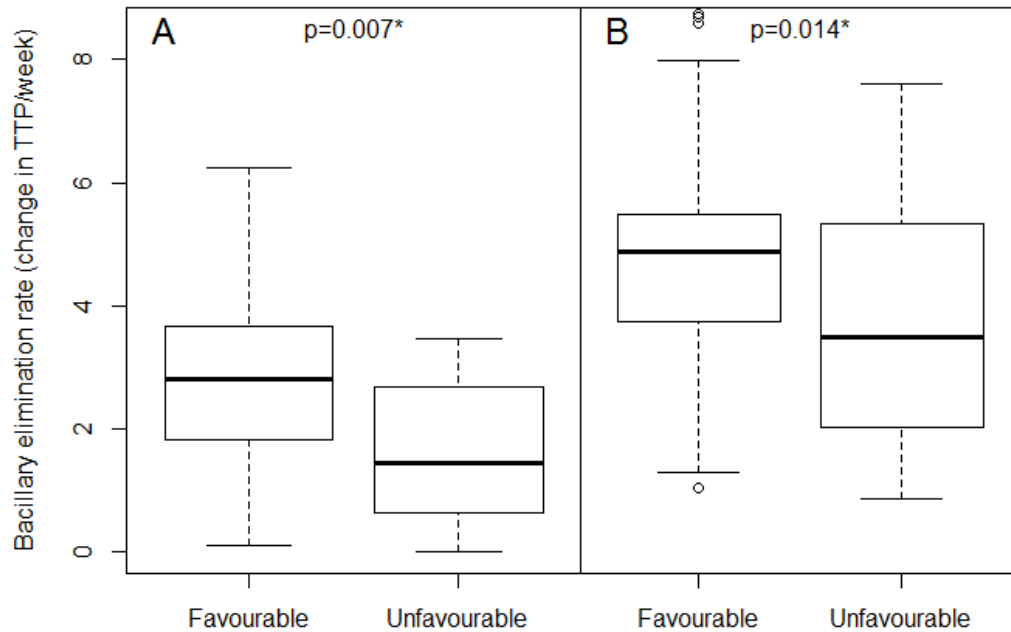 A
p=0.007*
B
p=0.014*
Bacillary elimination rate (change in TTP/week)
8
6
4
2
0
Favourable
Unfavourable
Favourable
Unfavourable